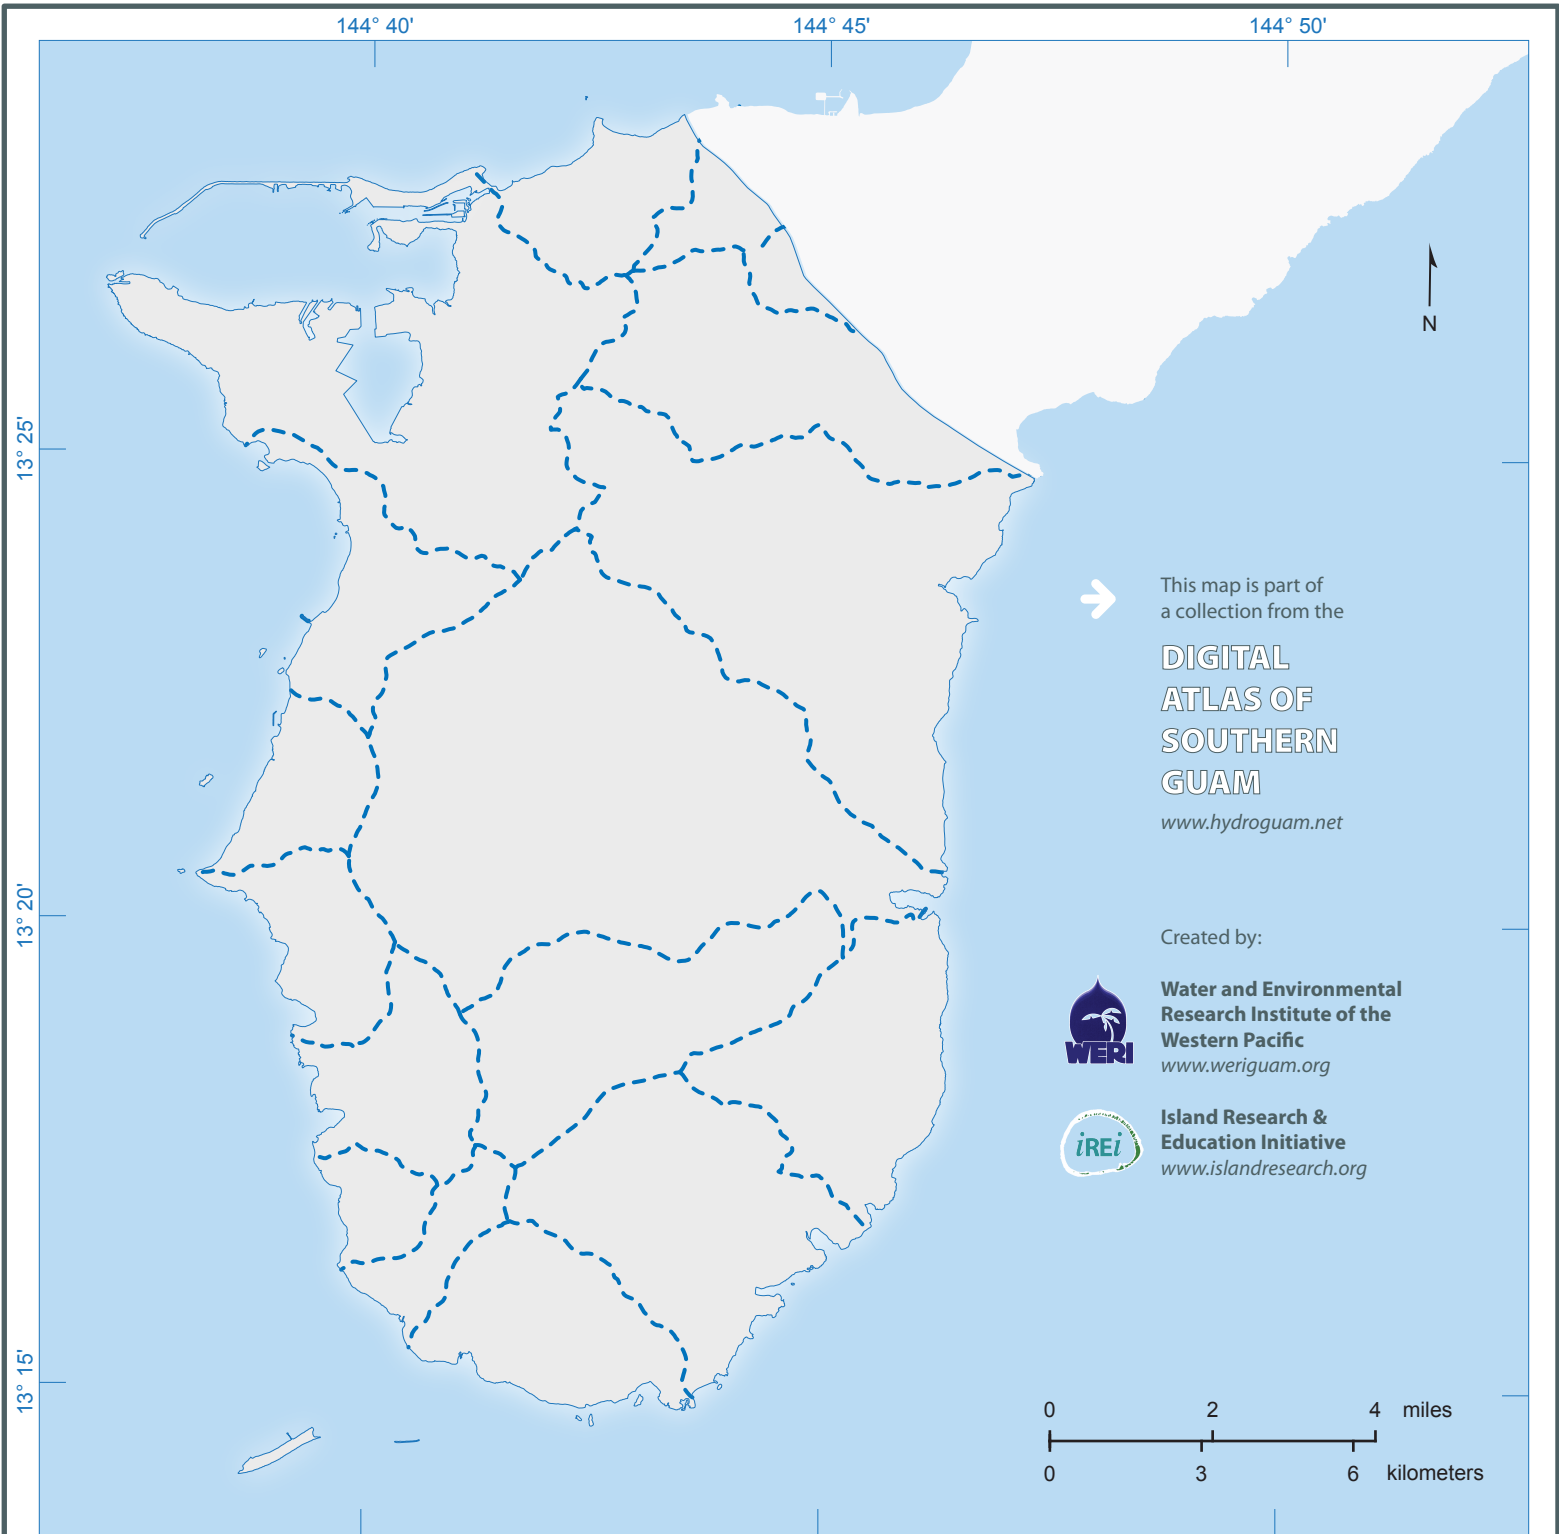 144° 40'
144° 45'
144° 50'
N
13° 25'
This map is part of
a collection from the
DIGITAL
ATLAS OF
SOUTHERN
GUAM
www.hydroguam.net
13° 20'
Created by:
Water and Environmental
Research Institute of the
Western Pacific
www.weriguam.org
WERI
Island Research &
Education Initiative
www.islandresearch.org
iREi
13° 15'
0 2 4 miles
0 3 6 kilometers